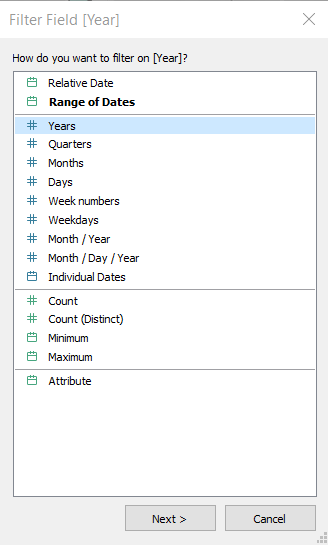 Filter Field [Year]
How do you want to filter on [Year]?
Relative Date
Range of Dates
Years
Quarters
Months
Days
Week numbers
Weekdays
Month / Year
Month / Day / Year
Individual Dates
Count
Count (Distinct)
Minimum
Maximum
Attribute
Next >
Cancel